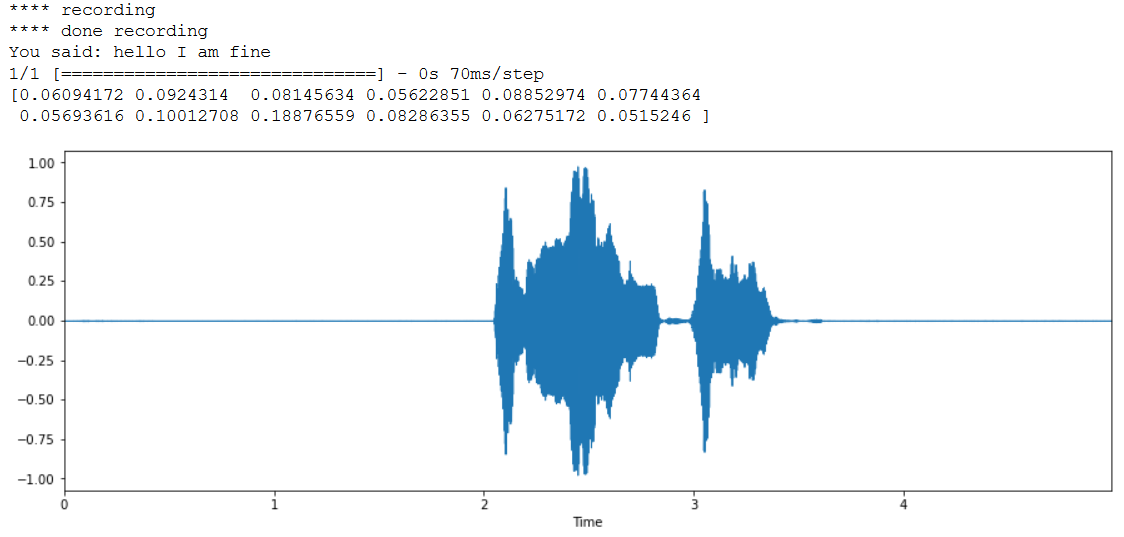 **** recording
**** done recording
You said: hello I am fine
1/1 [==============================] - 0s 70ms/step
[0.06094172 0.0924314  0.08145634 0.05622851 0.08852974 0.07744364
 0.05693616 0.10012708 0.18876559 0.08286355 0.06275172 0.0515246 ]
1.00
0.75
0.50
0.25
0.00
−0.25
−0.50
−0.75
−1.00
0 1 2 3 4
Time